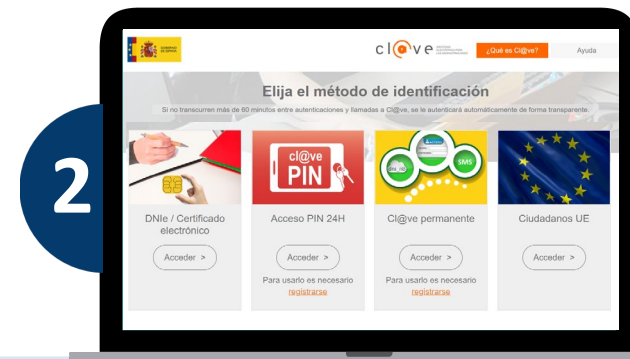 2
GOBIERNO
DE ESPAÑA
cl@ve
¿Qué es Cl@ve?
Ayuda
Elija el método de identificación
Si no transcurren más de 60 minutos entre autenticaciones y llamadas a Cl@ve, se le autenticará automáticamente de forma transparente.
cl@ve
PIN
SMS
DNIe / Certificado
electrónico
Acceder >
Acceso PIN 24H
Acceder >
Para usarlo es necesario
registrarse
Cl@ve permanente
Acceder >
Para usarlo es necesario
registrarse
Ciudadanos UE
Acceder >